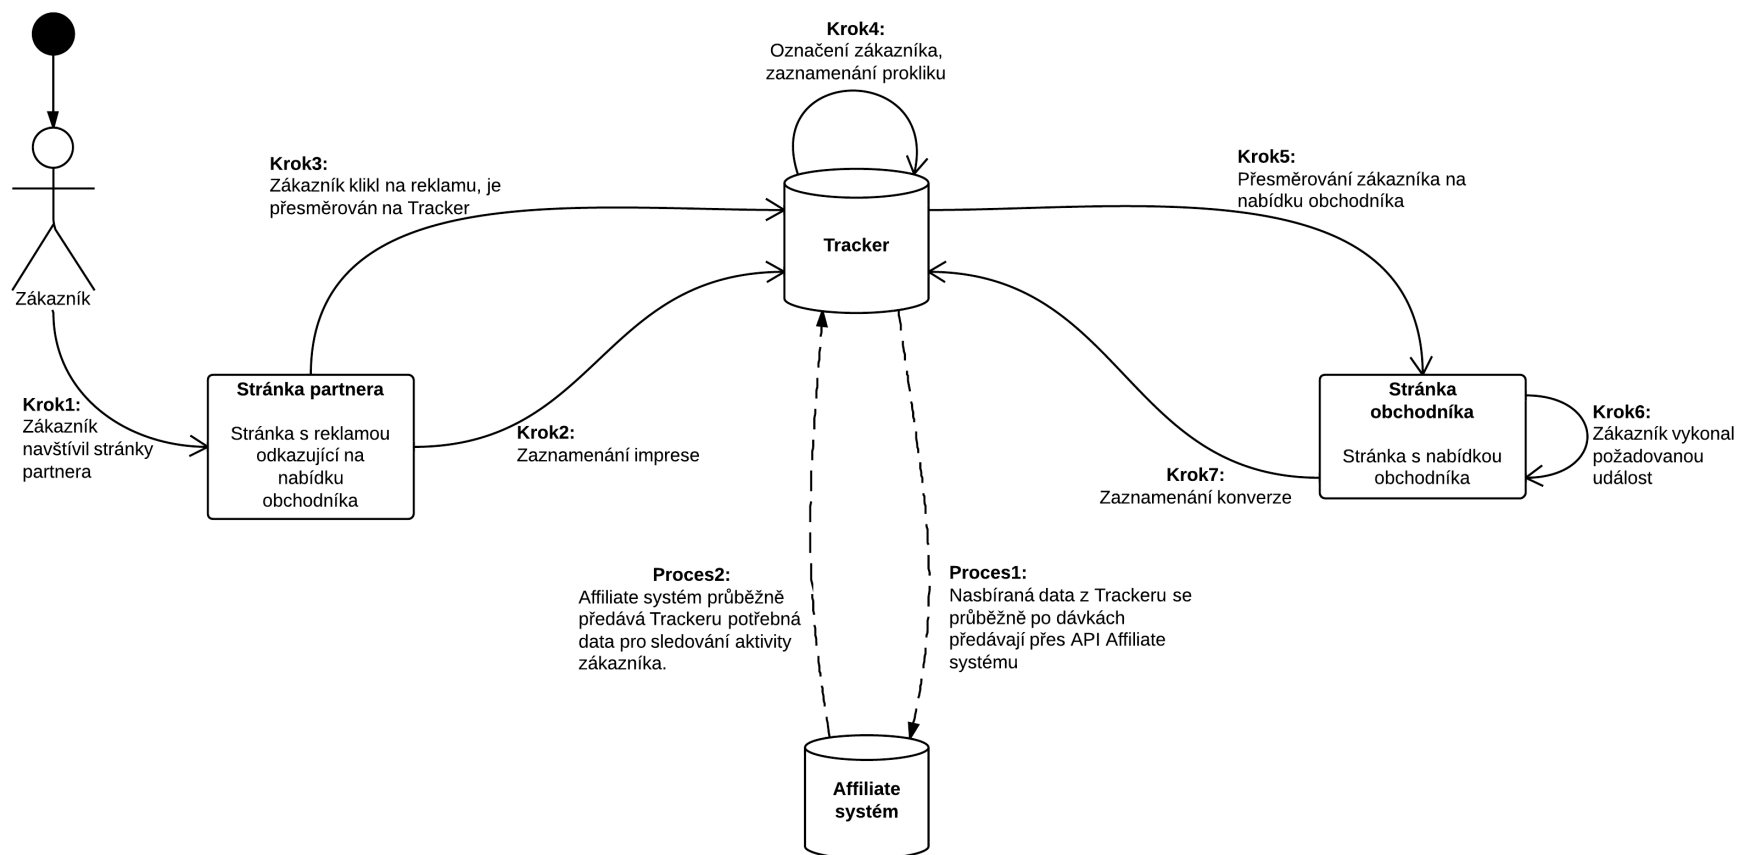 Krok4:
Označení zákazníka,
zaznamenání prokliku
Krok3:
Zákazník klikl na reklamu, je
přesměrován na Tracker
Krok5:
Přesměrování zákazníka na
nabídku obchodníka
Tracker
Zákazník
Krok1:
Zákazník
navštívil stránky
partnera
Stránka partnera
Stránka s reklamou
odkazující na
nabídku
obchodníka
Krok2:
Zaznamenání imprese
Krok7:
Zaznamenání konverze
Stránka
obchodníka
Stránka s nabídkou
obchodníka
Krok6:
Zákazník vykonal
požadovanou
událost
Proces2:
Affiliate systém průběžně
předává Trackeru potřebná
data pro sledování aktivity
zákazníka.
Proces1:
Nasbíraná data z Trackeru se
průběžně po dávkách
předávají přes API Affiliate
systému
Affiliate
systém